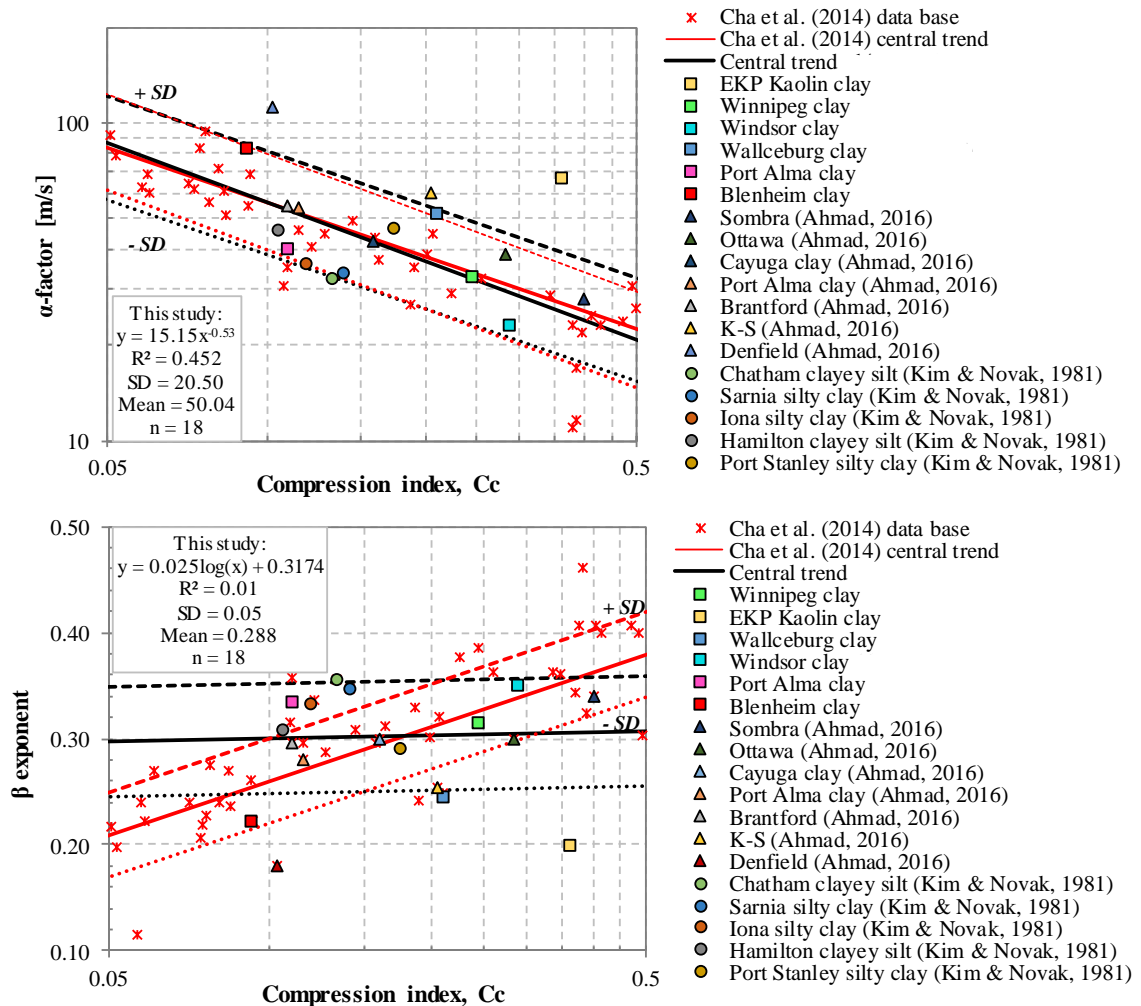 100
10
α-factor [m/s]
+ SD
- SD
This study:
y = 15.15x-0.53
R² = 0.452
SD = 20.50
Mean = 50.04
n = 18
0.05
0.5
Compression index, Cc
Cha et al. (2014) data base
Cha et al. (2014) central trend
Central trend
EKP Kaolin clay
Winnipeg clay
Windsor clay
Wallceburg clay
Port Alma clay
Blenheim clay
Sombra (Ahmad, 2016)
Ottawa (Ahmad, 2016)
Cayuga clay (Ahmad, 2016)
Port Alma clay (Ahmad, 2016)
Brantford (Ahmad, 2016)
K-S (Ahmad, 2016)
Denfield (Ahmad, 2016)
Chatham clayey silt (Kim & Novak, 1981)
Sarnia silty clay (Kim & Novak, 1981)
Iona silty clay (Kim & Novak, 1981)
Hamilton clayey silt (Kim & Novak, 1981)
Port Stanley silty clay (Kim & Novak, 1981)
0.50
0.40
0.30
0.20
0.10
β exponent
This study:
y = 0.025log(x) + 0.3174
R² = 0.01
SD = 0.05
Mean = 0.288
n = 18
+ SD
- SD
0.05
0.5
Compression index, Cc
Cha et al. (2014) data base
Cha et al. (2014) central trend
Central trend
Winnipeg clay
EKP Kaolin clay
Wallceburg clay
Windsor clay
Port Alma clay
Blenheim clay
Sombra (Ahmad, 2016)
Ottawa (Ahmad, 2016)
Cayuga clay (Ahmad, 2016)
Port Alma clay (Ahmad, 2016)
Brantford (Ahmad, 2016)
K-S (Ahmad, 2016)
Denfield (Ahmad, 2016)
Chatham clayey silt (Kim & Novak, 1981)
Sarnia silty clay (Kim & Novak, 1981)
Iona silty clay (Kim & Novak, 1981)
Hamilton clayey silt (Kim & Novak, 1981)
Port Stanley silty clay (Kim & Novak, 1981)